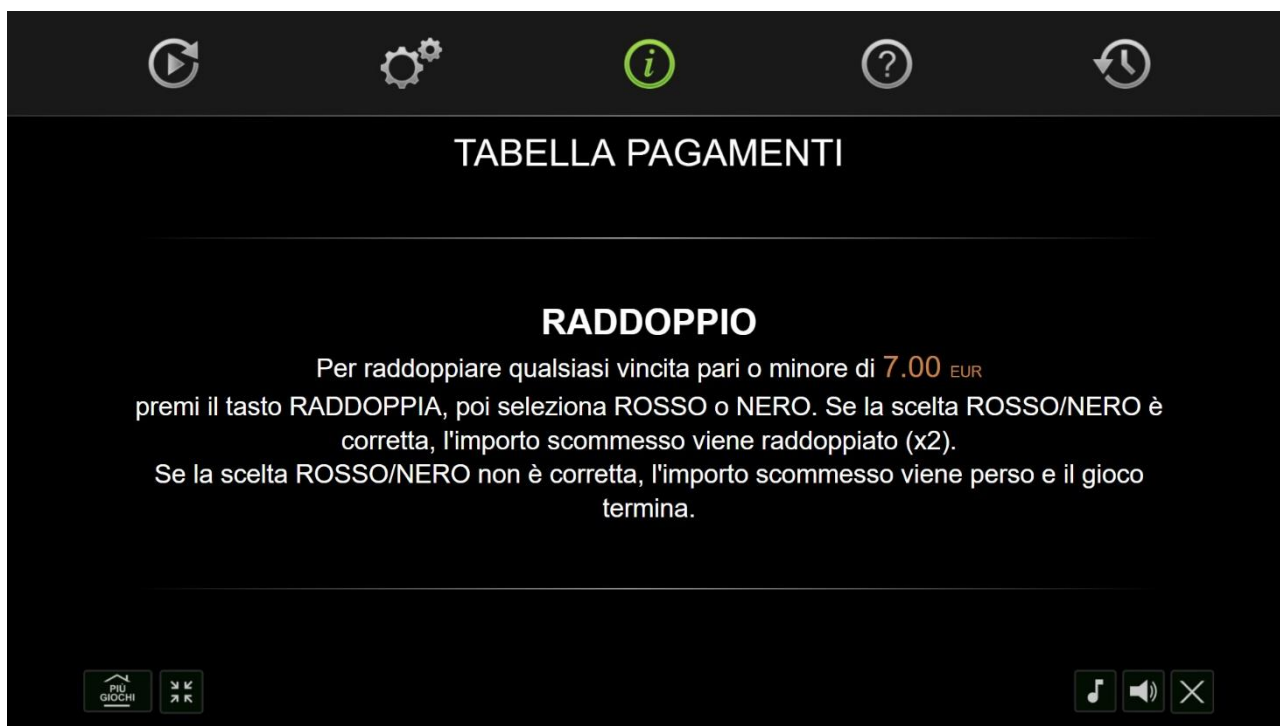 TABELLA PAGAMENTI
RADDOPPIO
Per raddoppiare qualsiasi vincita pari o minore di 7.00 EUR
premi il tasto RADDOPPIA, poi seleziona ROSSO o NERO. Se la scelta ROSSO/NERO è
corretta, l'importo scommesso viene raddoppiato (x2).
Se la scelta ROSSO/NERO non è corretta, l'importo scommesso viene perso e il gioco
termina.
PIÙ
GIOCHI